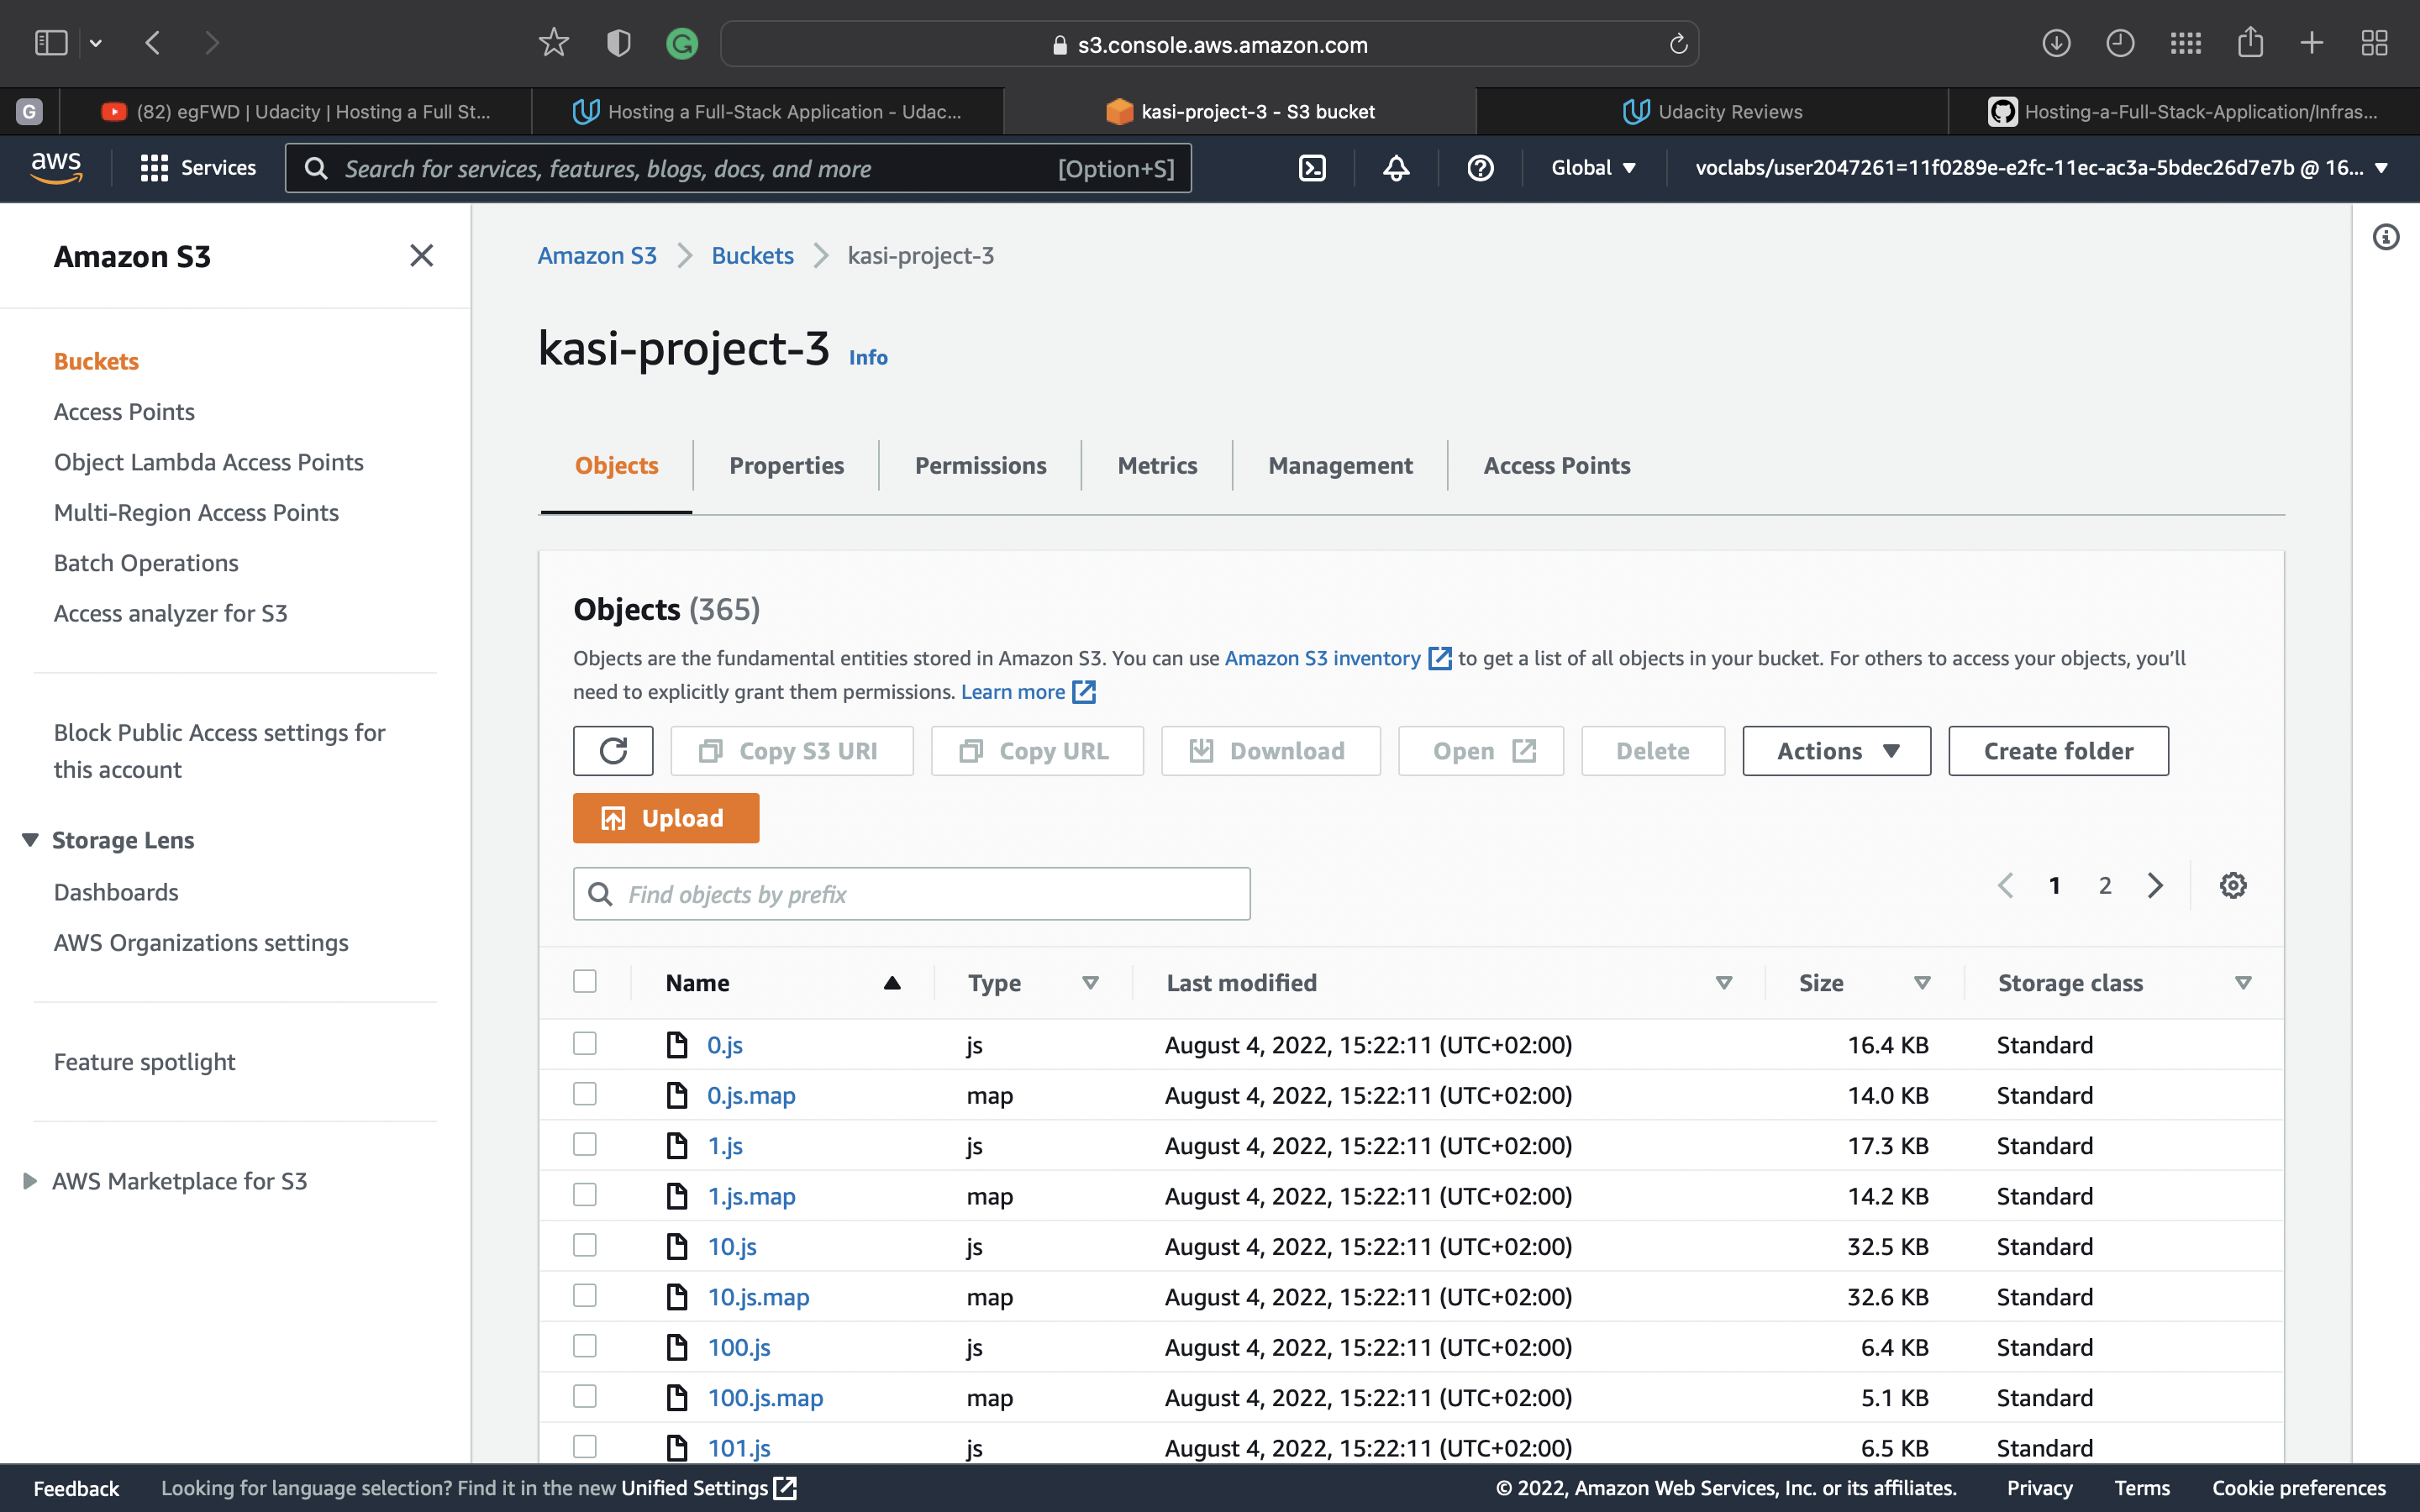 s3.console.aws.amazon.com
G
(82) egFWD | Udacity | Hosting a Full St...
Hosting a Full-Stack Application - Udac...
kasi-project-3 - S3 bucket
Udacity Reviews
Hosting-a-Full-Stack-Application/Infras...
aws
Services
Search for services, features, blogs, docs, and more
[Option+S]
Global
voclabs/user2047261=11f0289e-e2fc-11ec-ac3a-5bdec26d7e7b @ 16...
Amazon S3
Buckets
Access Points
Object Lambda Access Points
Multi-Region Access Points
Batch Operations
Access analyzer for S3
Block Public Access settings for
this account
Storage Lens
Dashboards
AWS Organizations settings
Feature spotlight
AWS Marketplace for S3
Amazon S3 > Buckets > kasi-project-3
kasi-project-3 Info
Objects
Properties
Permissions
Metrics
Management
Access Points
Objects (365)
Objects are the fundamental entities stored in Amazon S3. You can use Amazon S3 inventory to get a list of all objects in your bucket. For others to access your objects, you'll
need to explicitly grant them permissions. Learn more
Copy S3 URI
Copy URL
Download
Open
Delete
Actions
Create folder
Upload
Find objects by prefix
1 2
Name Type Last modified Size Storage class
0.js js August 4, 2022, 15:22:11 (UTC+02:00) 16.4 KB Standard
0.js.map map August 4, 2022, 15:22:11 (UTC+02:00) 14.0 KB Standard
1.js js August 4, 2022, 15:22:11 (UTC+02:00) 17.3 KB Standard
1.js.map map August 4, 2022, 15:22:11 (UTC+02:00) 14.2 KB Standard
10.js js August 4, 2022, 15:22:11 (UTC+02:00) 32.5 KB Standard
10.js.map map August 4, 2022, 15:22:11 (UTC+02:00) 32.6 KB Standard
100.js js August 4, 2022, 15:22:11 (UTC+02:00) 6.4 KB Standard
100.js.map map August 4, 2022, 15:22:11 (UTC+02:00) 5.1 KB Standard
101.js js August 4, 2022, 15:22:11 (UTC+02:00) 6.5 KB Standard
Feedback
Looking for language selection? Find it in the new Unified Settings
© 2022, Amazon Web Services, Inc. or its affiliates.
Privacy
Terms
Cookie preferences